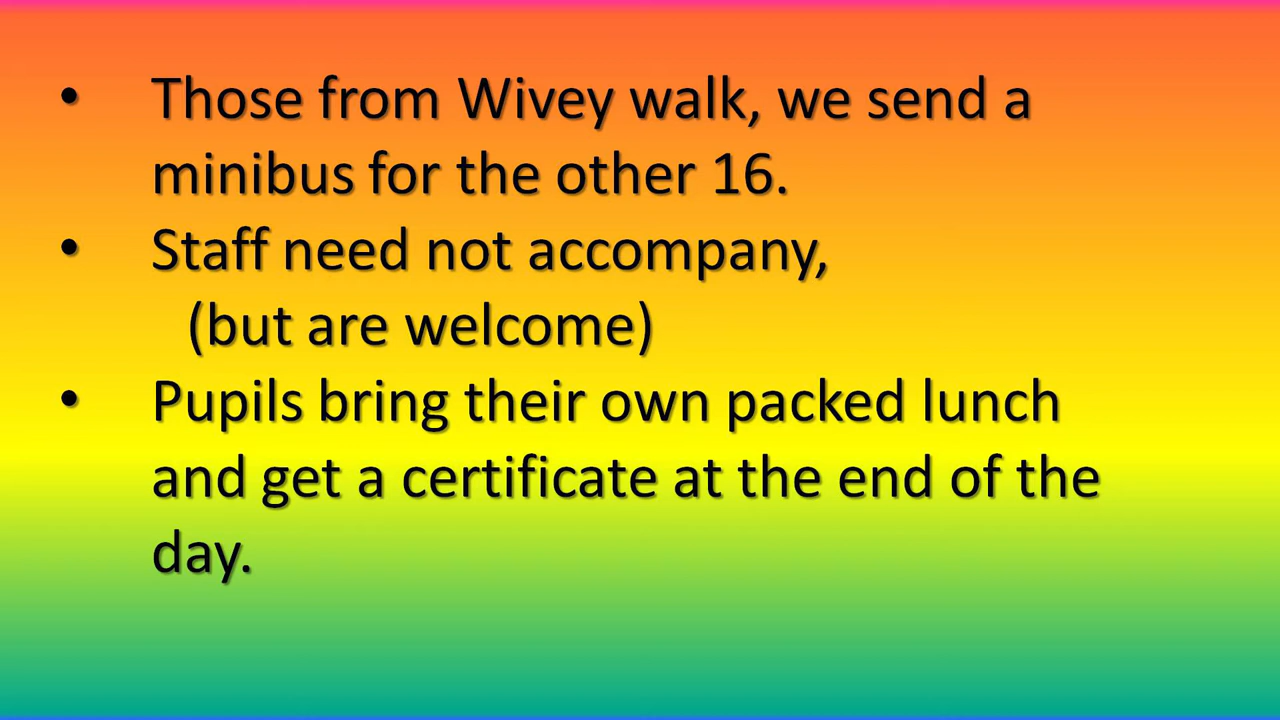 • Those from Wivey walk, we send a
minibus for the other 16.
• Staff need not accompany,
(but are welcome)
• Pupils bring their own packed lunch
and get a certificate at the end of the
day.